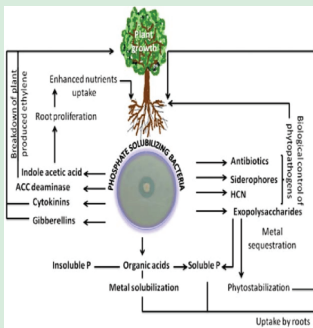 Plant
growth!
Breakdown of plant
produced ethylene
Enhanced nutrients
uptake
Root proliferation
Indole acetic acid
ACC deaminase
Cytokinins
Gibberellins
PHOSPHATE SOLUBILIZING BACTERIA
Antibiotics
Siderophores
HCN
Exopolysaccharides
Biological control of
phytopathogens
Metal
sequestration
Insoluble P
Organic acids
Soluble P
Metal solubilization
Phytostabilization
Uptake by roots